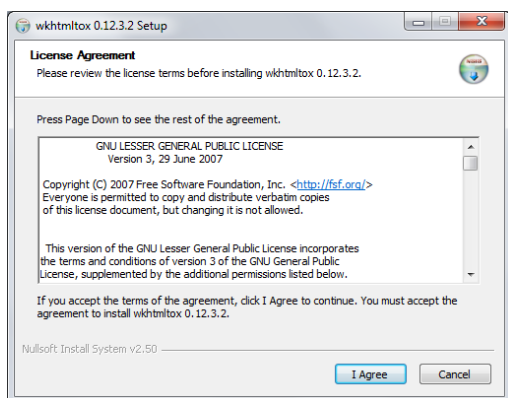 wkhtmltox 0.12.3.2 Setup
License Agreement
Please review the license terms before installing wkhtmltox 0.12.3.2.
Press Page Down to see the rest of the agreement.
GNU LESSER GENERAL PUBLIC LICENSE
Version 3, 29 June 2007
Copyright (C) 2007 Free Software Foundation, Inc. <http://fsf.org/>
Everyone is permitted to copy and distribute verbatim copies
of this license document, but changing it is not allowed.
This version of the GNU Lesser General Public License incorporates
the terms and conditions of version 3 of the GNU General Public
License, supplemented by the additional permissions listed below.
If you accept the terms of the agreement, click I Agree to continue. You must accept the
agreement to install wkhtmltox 0.12.3.2.
Nullsoft Install System v2.50
I Agree Cancel